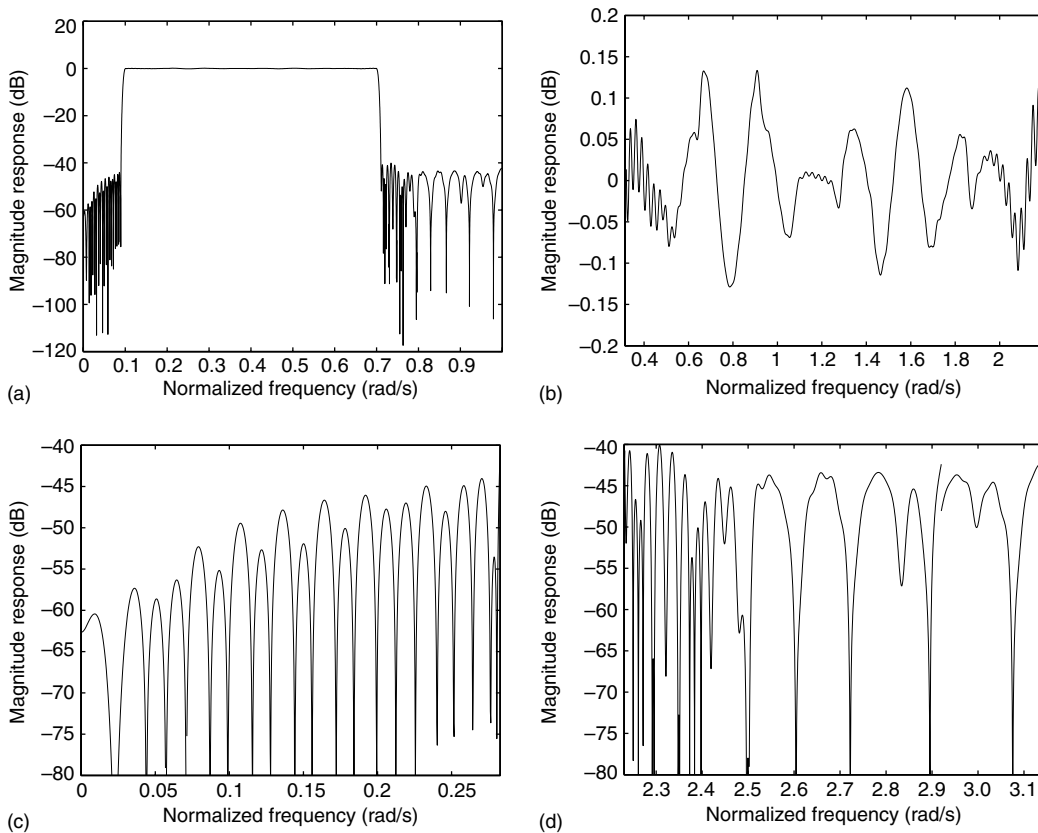 20
0
−20
−40
−60
−80
−100
−120
Magnitude response (dB)
0 0.1 0.2 0.3 0.4 0.5 0.6 0.7 0.8 0.9
Normalized frequency (rad/s)
(a)
0.2
0.15
0.1
0.05
0
−0.05
−0.1
−0.15
−0.2
Magnitude response (dB)
0.4 0.6 0.8 1 1.2 1.4 1.6 1.8 2
Normalized frequency (rad/s)
(b)
−40
−45
−50
−55
−60
−65
−70
−75
−80
Magnitude response (dB)
0 0.05 0.1 0.15 0.2 0.25
Normalized frequency (rad/s)
(c)
−40
−45
−50
−55
−60
−65
−70
−75
−80
Magnitude response (dB)
2.3 2.4 2.5 2.6 2.7 2.8 2.9 3.0 3.1
Normalized frequency (rad/s)
(d)